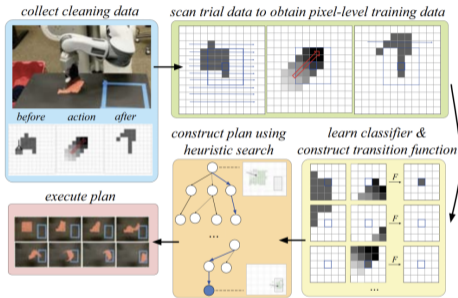 collect cleaning data
scan trial data to obtain pixel-level training data
before action after
construct plan using
heuristic search
learn classifier &
construct transition function
execute plan
F
F
F
...
...